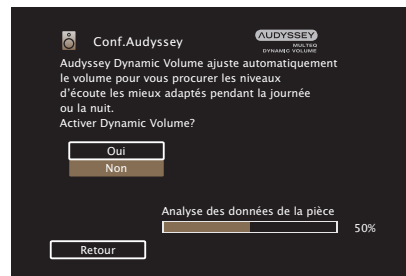 Conf.Audyssey
AUDYSSEY
MULTEQ
DYNAMIC VOLUME
Audyssey Dynamic Volume ajuste automatiquement
le volume pour vous procurer les niveaux
d'écoute les mieux adaptés pendant la journée
ou la nuit.
Activer Dynamic Volume?
Oui
Non
Analyse des données de la pièce
50%
Retour